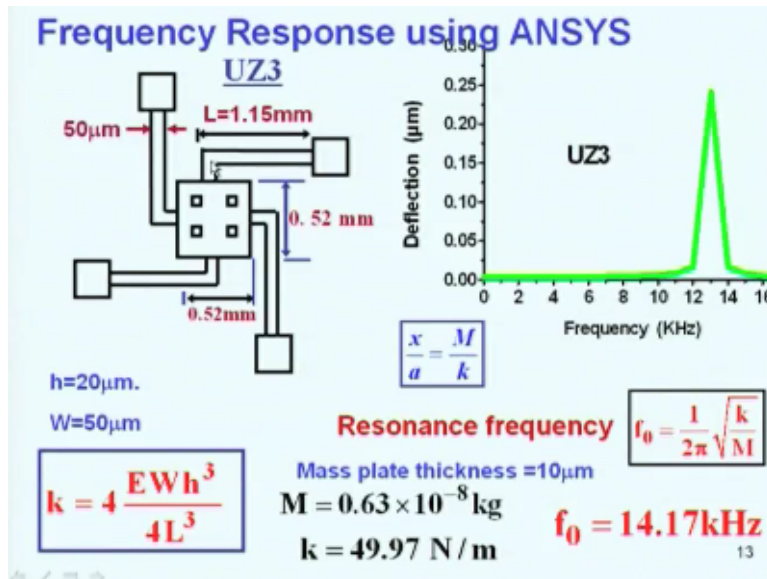 Frequency Response using ANSYS
UZ3
50μm
L=1.15mm
0. 52 mm
0.52mm
0.30
0.25
0.20
0.15
0.10
0.05
0.00
Deflection (μm)
UZ3
0 2 4 6 8 10 12 14 16
Frequency (KHz)
x/a = M/k
h=20μm.
W=50μm
Resonance frequency
f₀ = 1/2π √k/M
k = 4 EWh³/4L³
Mass plate thickness =10μm
M = 0.63×10⁻⁸ kg
k = 49.97 N/m
f₀ = 14.17kHz
13